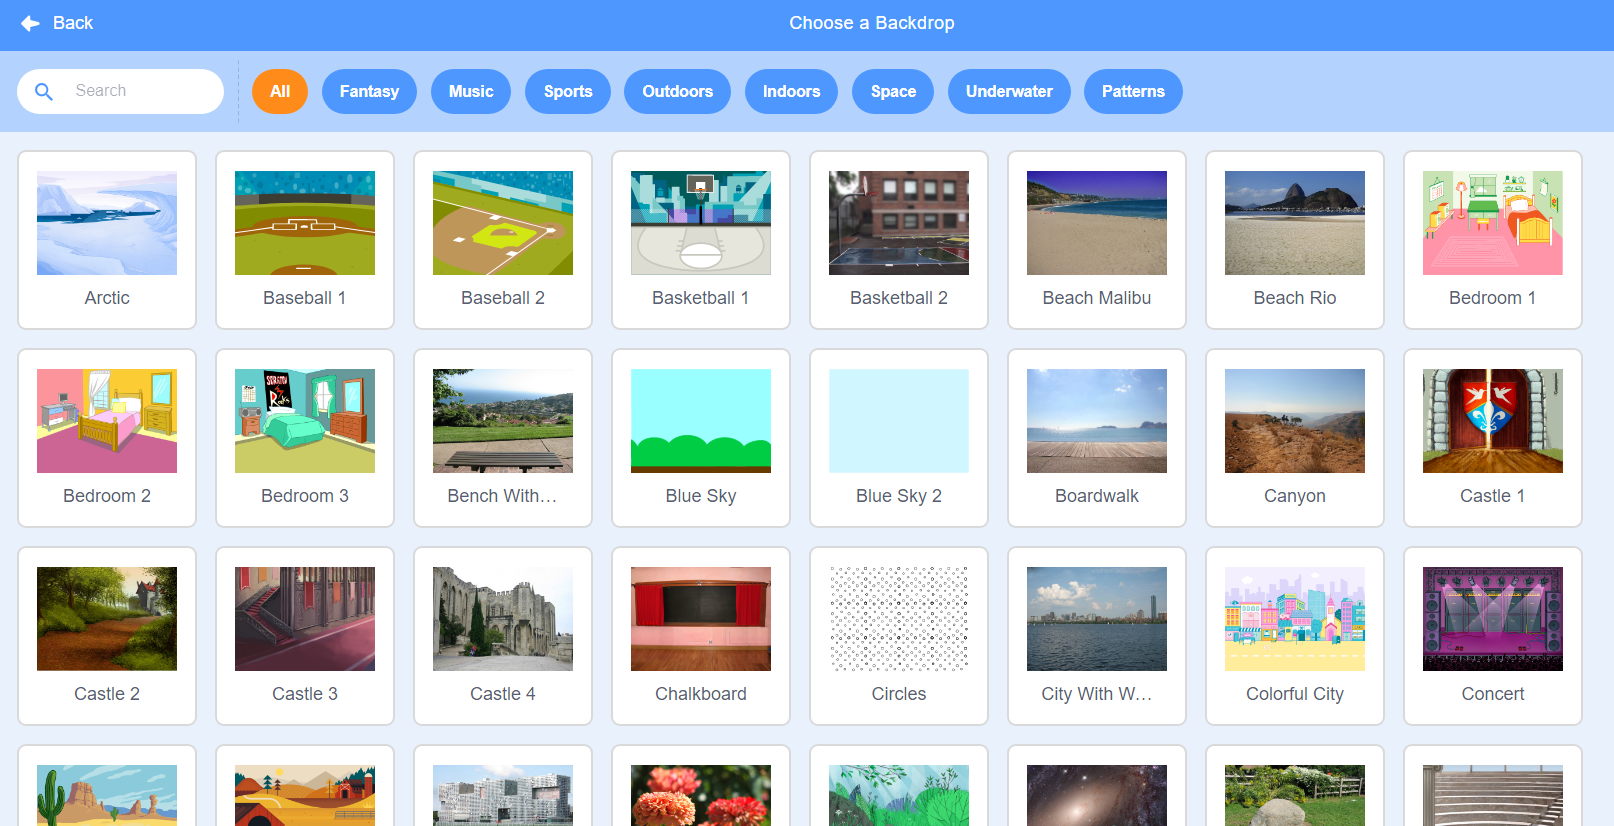 Back
Choose a Backdrop
Search
All
Fantasy
Music
Sports
Outdoors
Indoors
Space
Underwater
Patterns
Arctic
Baseball 1
Baseball 2
Basketball 1
Basketball 2
Beach Malibu
Beach Rio
Bedroom 1
SCRATCH
Rocks
Bedroom 2
Bedroom 3
Bench With...
Blue Sky
Blue Sky 2
Boardwalk
Canyon
Castle 1
Castle 2
Castle 3
Castle 4
Chalkboard
Circles
City With W...
Colorful City
Concert